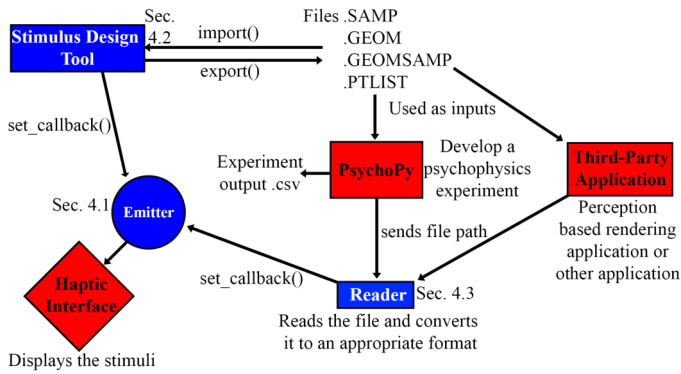 Stimulus Design
Tool
Sec.
4.2
import()
export()
Files .SAMP
.GEOM
.GEOMSAMP
.PTLIST
Used as inputs
set_callback()
Experiment
output .csv
PsychoPy
Develop a
psychophysics
experiment
Third-Party
Application
Perception
based rendering
application or
other application
Sec. 4.1
Emitter
sends file path
set_callback()
Haptic
Interface
Displays the stimuli
Reader
Sec. 4.3
Reads the file and converts
it to an appropriate format